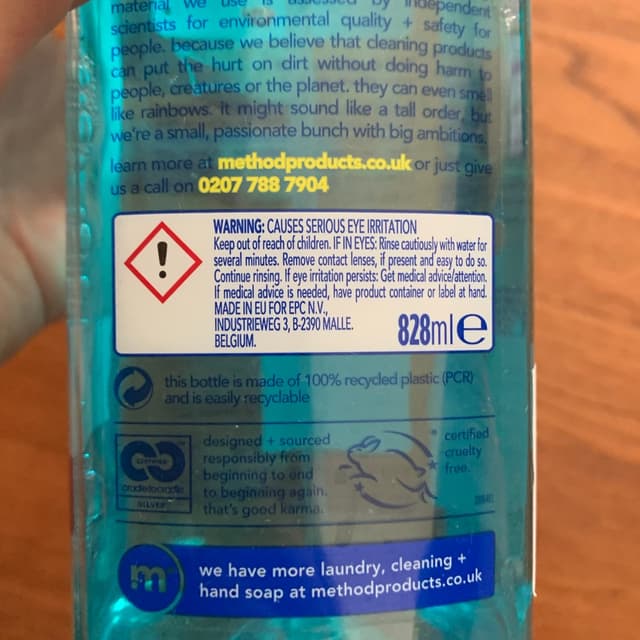 material we use is assessed by independent
scientists for environmental quality + safety for
people. because we believe that cleaning products
can put the hurt on dirt without doing harm to
people, creatures or the planet. they can even smell
like rainbows. it might sound like a tall order, but
we're a small, passionate bunch with big ambitions.
learn more at methodproducts.co.uk or just give
us a call on 0207 788 7904
WARNING: CAUSES SERIOUS EYE IRRITATION
Keep out of reach of children. IF IN EYES: Rinse cautiously with water for
several minutes. Remove contact lenses, if present and easy to do so.
Continue rinsing. If eye irritation persists: Get medical advice/attention.
If medical advice is needed, have product container or label at hand.
MADE IN EU FOR EPC N.V.,
INDUSTRIEWEG 3, B-2390 MALLE.
BELGIUM.
828ml e
this bottle is made of 100% recycled plastic (PCR)
and is easily recyclable
CERTIFIED
cradletocradle
SILVER
designed + sourced
responsibly from
beginning to end
to beginning again.
that's good karma.
certified
cruelty
free.
m
we have more laundry, cleaning +
hand soap at methodproducts.co.uk